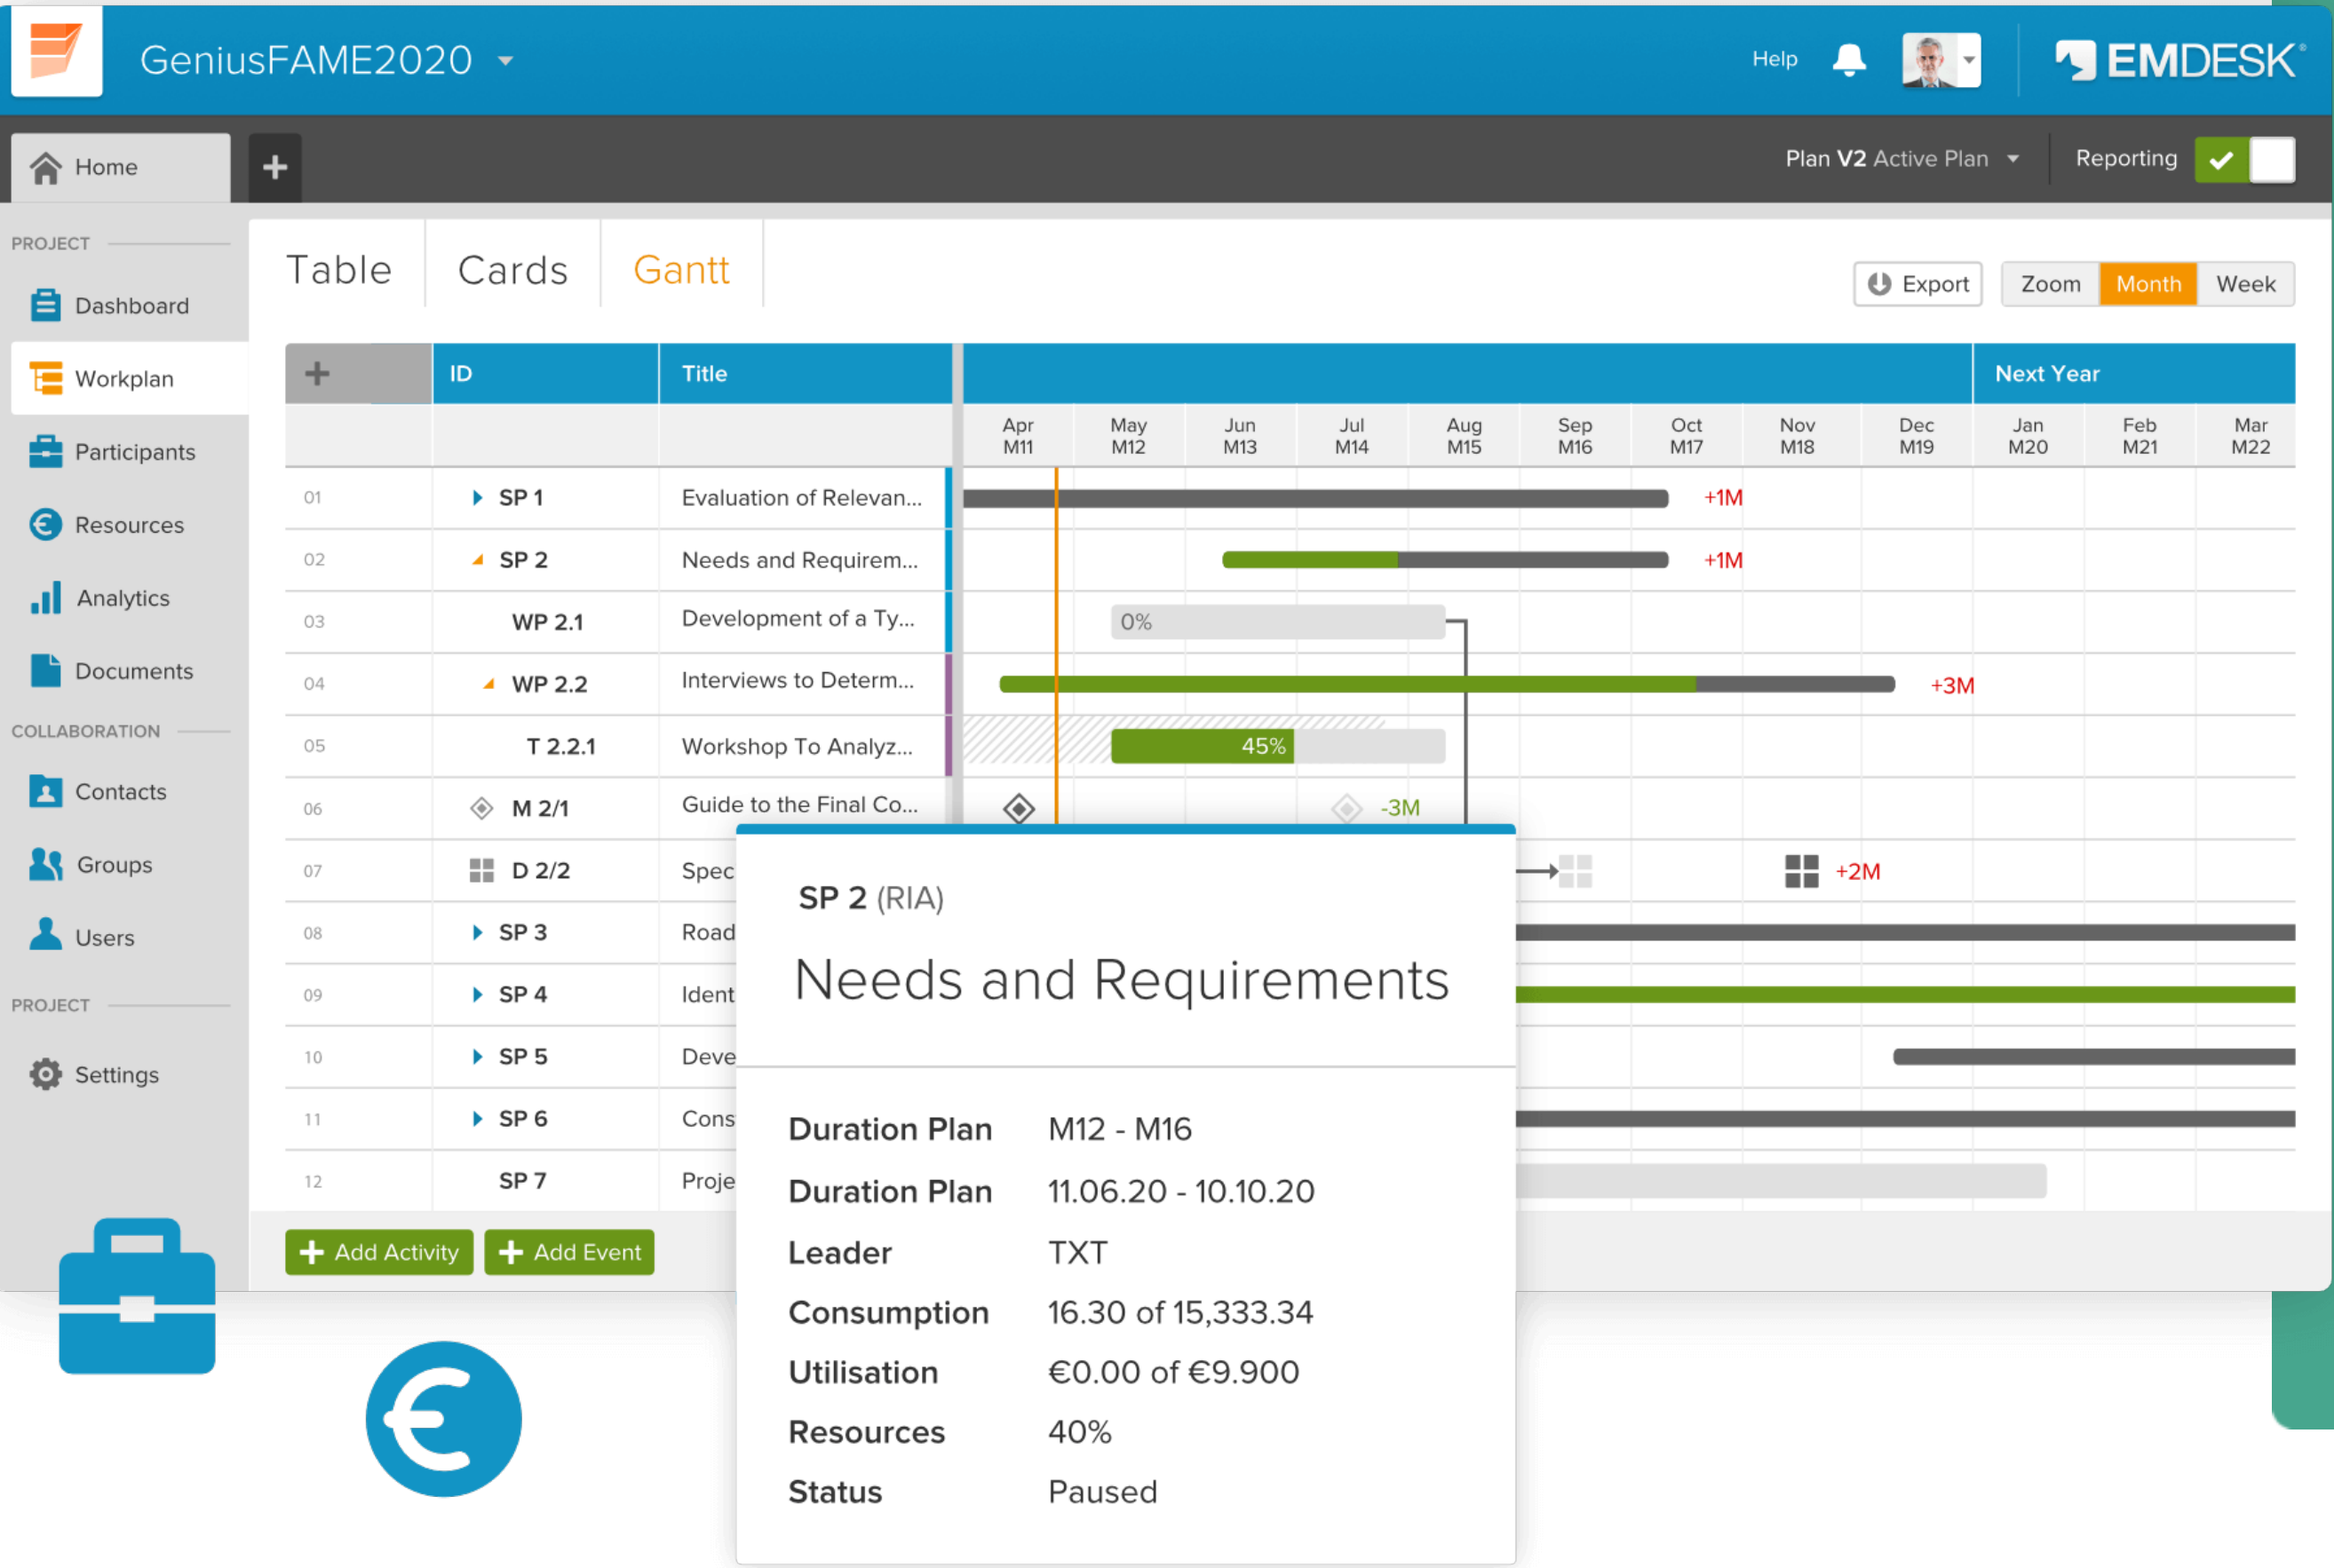 GeniusFAME2020
Help
EMDESK
Home
Plan V2 Active Plan
Reporting
PROJECT
Dashboard
Workplan
Participants
Resources
Analytics
Documents
COLLABORATION
Contacts
Groups
Users
PROJECT
Settings
Table Cards Gantt
Export
Zoom Month Week
ID Title Next Year
Apr May Jun Jul Aug Sep Oct Nov Dec Jan Feb Mar
M11 M12 M13 M14 M15 M16 M17 M18 M19 M20 M21 M22
01 SP 1 Evaluation of Relevan... +1M
02 SP 2 Needs and Requirem... +1M
03 WP 2.1 Development of a Ty... 0%
04 WP 2.2 Interviews to Determ... +3M
05 T 2.2.1 Workshop To Analyz... 45%
06 M 2/1 Guide to the Final Co... -3M
07 D 2/2 Spec +2M
08 SP 3 Road
09 SP 4 Ident
10 SP 5 Deve
11 SP 6 Cons
12 SP 7 Proje
Add Activity Add Event
SP 2 (RIA)
Needs and Requirements
Duration Plan M12 - M16
Duration Plan 11.06.20 - 10.10.20
Leader TXT
Consumption 16.30 of 15,333.34
Utilisation €0.00 of €9.900
Resources 40%
Status Paused